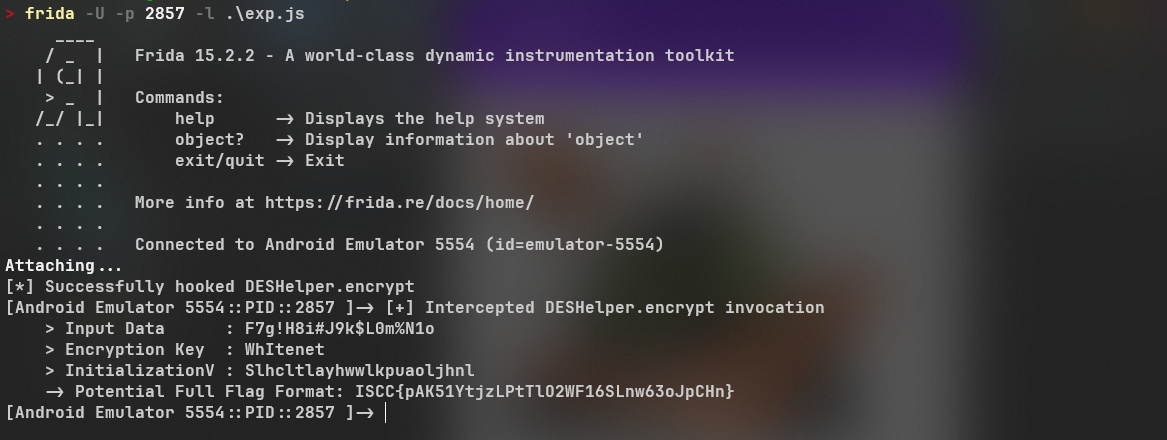 > frida -U -p 2857 -l .\exp.js
     ____
    / _  |   Frida 15.2.2 - A world-class dynamic instrumentation toolkit
   | (_| |
    > _  |   Commands:
   /_/ |_|       help      -> Displays the help system
   . . . .       object?   -> Display information about 'object'
   . . . .       exit/quit -> Exit
   . . . .
   . . . .   More info at https://frida.re/docs/home/
   . . . .
   . . . .   Connected to Android Emulator 5554 (id=emulator-5554)
Attaching...
[*] Successfully hooked DESHelper.encrypt
[Android Emulator 5554::PID::2857 ]-> [+] Intercepted DESHelper.encrypt invocation
    > Input Data      : F7g!H8i#J9k$L0m%N1o
    > Encryption Key  : WhItenet
    > InitializationV : Slhcltlayhwwlkpuaoljhnl
    -> Potential Full Flag Format: ISCC{pAK51YtjzLPtTlO2WF16SLnw63oJpCHn}
[Android Emulator 5554::PID::2857 ]->